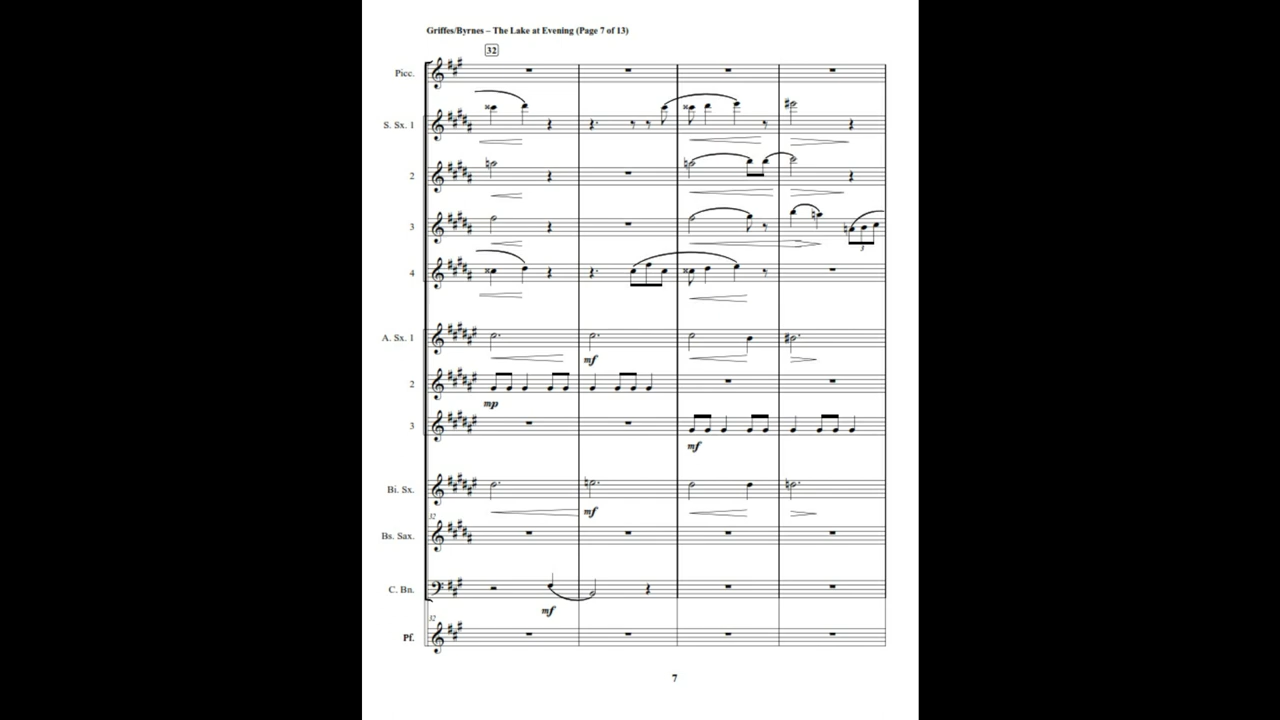 Griffes/Byrnes – The Lake at Evening (Page 7 of 13)
32
Picc.
S. Sx. 1
2
3
3
4
A. Sx. 1
mf
2
mp
3
mf
Bi. Sx.
mf
32
Bs. Sax.
C. Bn.
mf
32
Pf.
7